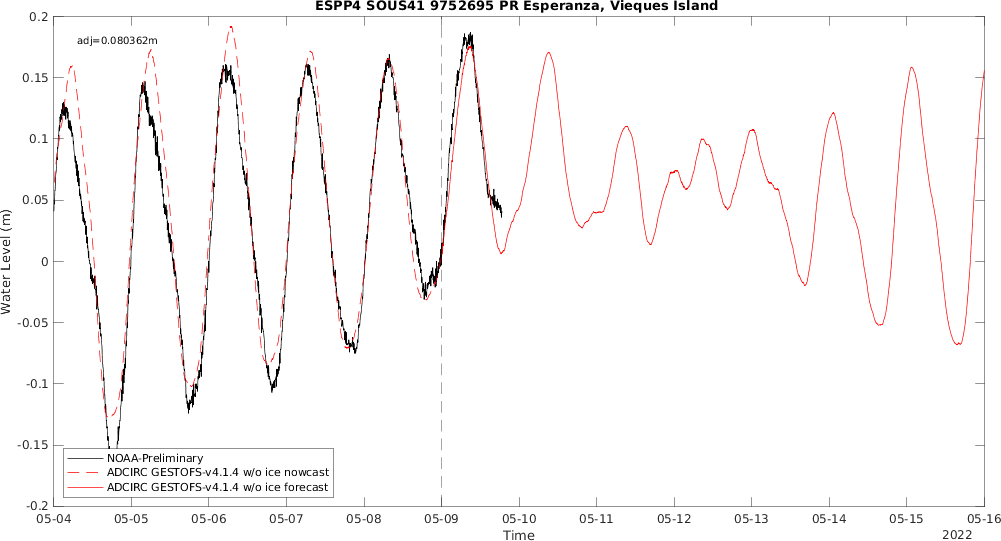 ESPP4 SOUS41 9752695 PR Esperanza, Vieques Island
adj=0.080362m
Water Level (m)
0.2
0.15
0.1
0.05
0
-0.05
-0.1
-0.15
-0.2
NOAA-Preliminary
ADCIRC GESTOFS-v4.1.4 w/o ice nowcast
ADCIRC GESTOFS-v4.1.4 w/o ice forecast
05-04 05-05 05-06 05-07 05-08 05-09 05-10 05-11 05-12 05-13 05-14 05-15 05-16
Time
2022